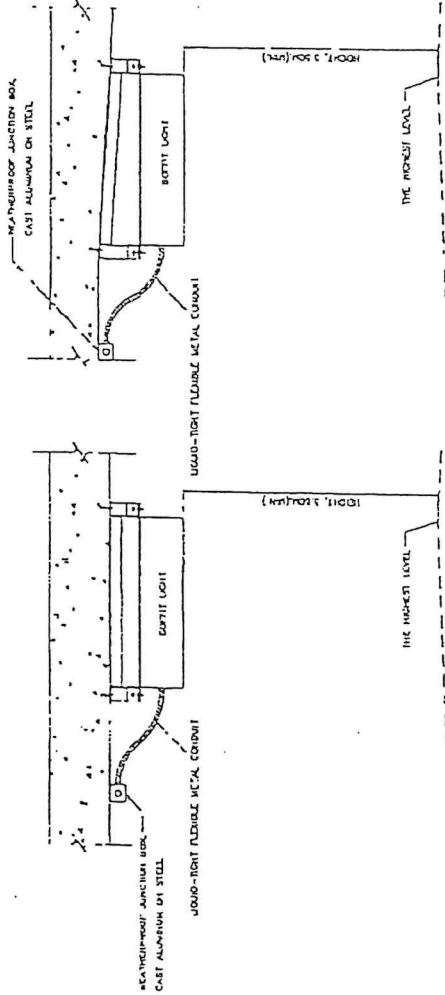 WEATHERPROOF JUNCTION BOX,
CAST ALUMINUM OR STEEL
SOFFIT LIGHT
LIQUID-TIGHT FLEXIBLE METAL CONDUIT
THE HIGHEST LEVEL
WEATHERPROOF JUNCTION BOX,
CAST ALUMINUM OR STEEL
SOFFIT LIGHT
LIQUID-TIGHT FLEXIBLE METAL CONDUIT
THE HIGHEST LEVEL